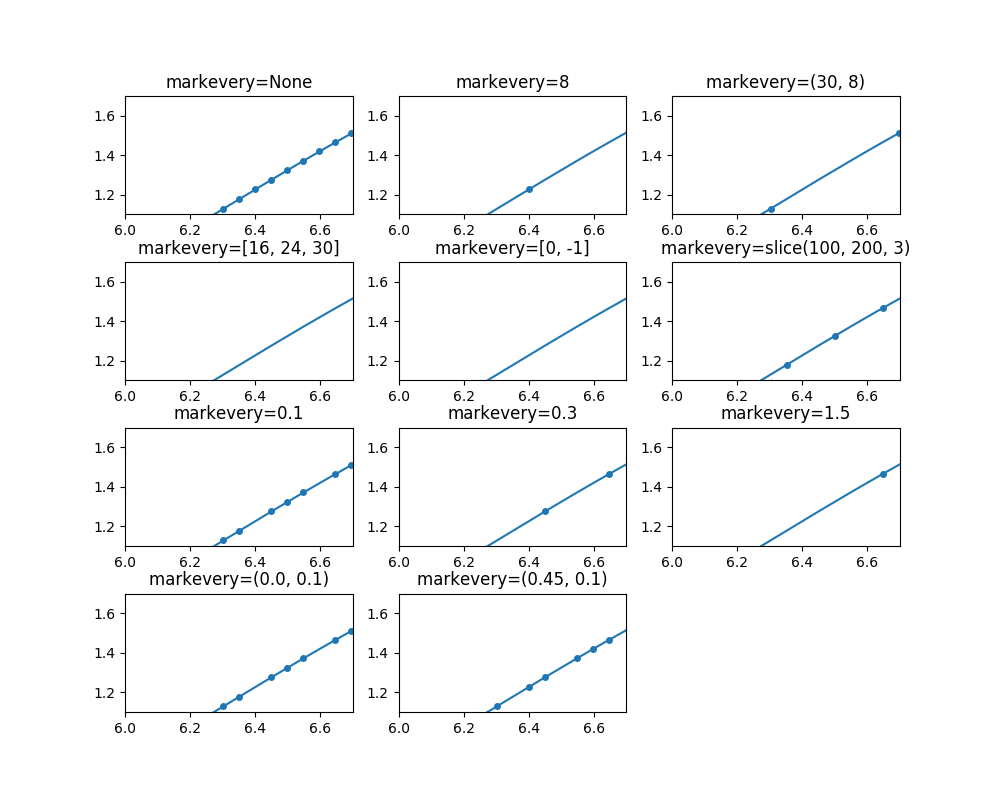 markevery=None markevery=8 markevery=(30, 8)
1.6 1.6 1.6
1.4 1.4 1.4
1.2 1.2 1.2
6.0 6.2 6.4 6.6 6.0 6.2 6.4 6.6 6.0 6.2 6.4 6.6
markevery=[16, 24, 30] markevery=[0, -1] markevery=slice(100, 200, 3)
1.6 1.6 1.6
1.4 1.4 1.4
1.2 1.2 1.2
6.0 6.2 6.4 6.6 6.0 6.2 6.4 6.6 6.0 6.2 6.4 6.6
markevery=0.1 markevery=0.3 markevery=1.5
1.6 1.6 1.6
1.4 1.4 1.4
1.2 1.2 1.2
6.0 6.2 6.4 6.6 6.0 6.2 6.4 6.6 6.0 6.2 6.4 6.6
markevery=(0.0, 0.1) markevery=(0.45, 0.1)
1.6 1.6
1.4 1.4
1.2 1.2
6.0 6.2 6.4 6.6 6.0 6.2 6.4 6.6